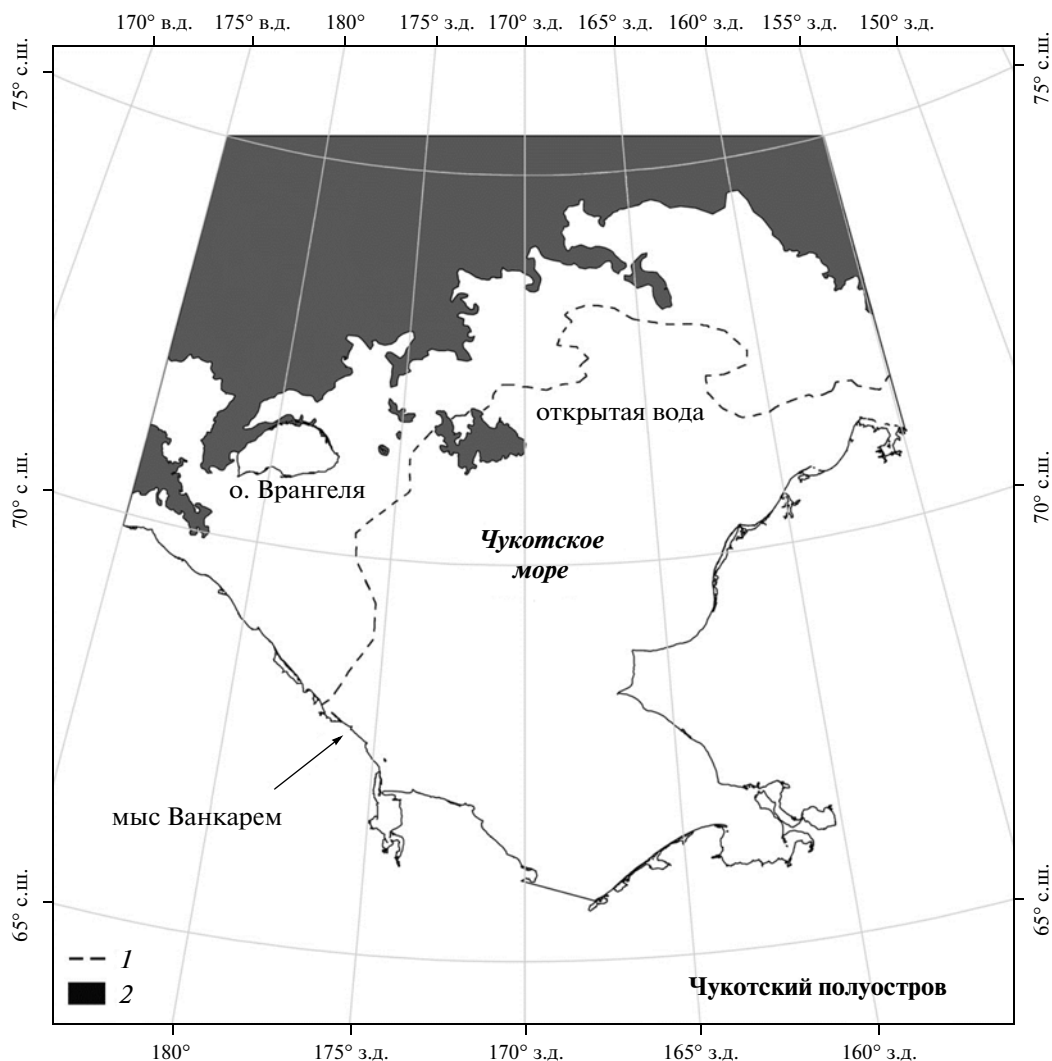 170° в.д. 175° в.д. 180° 175° з.д. 170° з.д. 165° з.д. 160° з.д. 155° з.д. 150° з.д.
75° с.ш. 75° с.ш.
открытая вода
о. Врангеля
70° с.ш. 70° с.ш.
Чукотское
море
мыс Ванкарем
65° с.ш. 65° с.ш.
1
2
Чукотский полуостров
180° 175° з.д. 170° з.д. 165° з.д. 160° з.д.